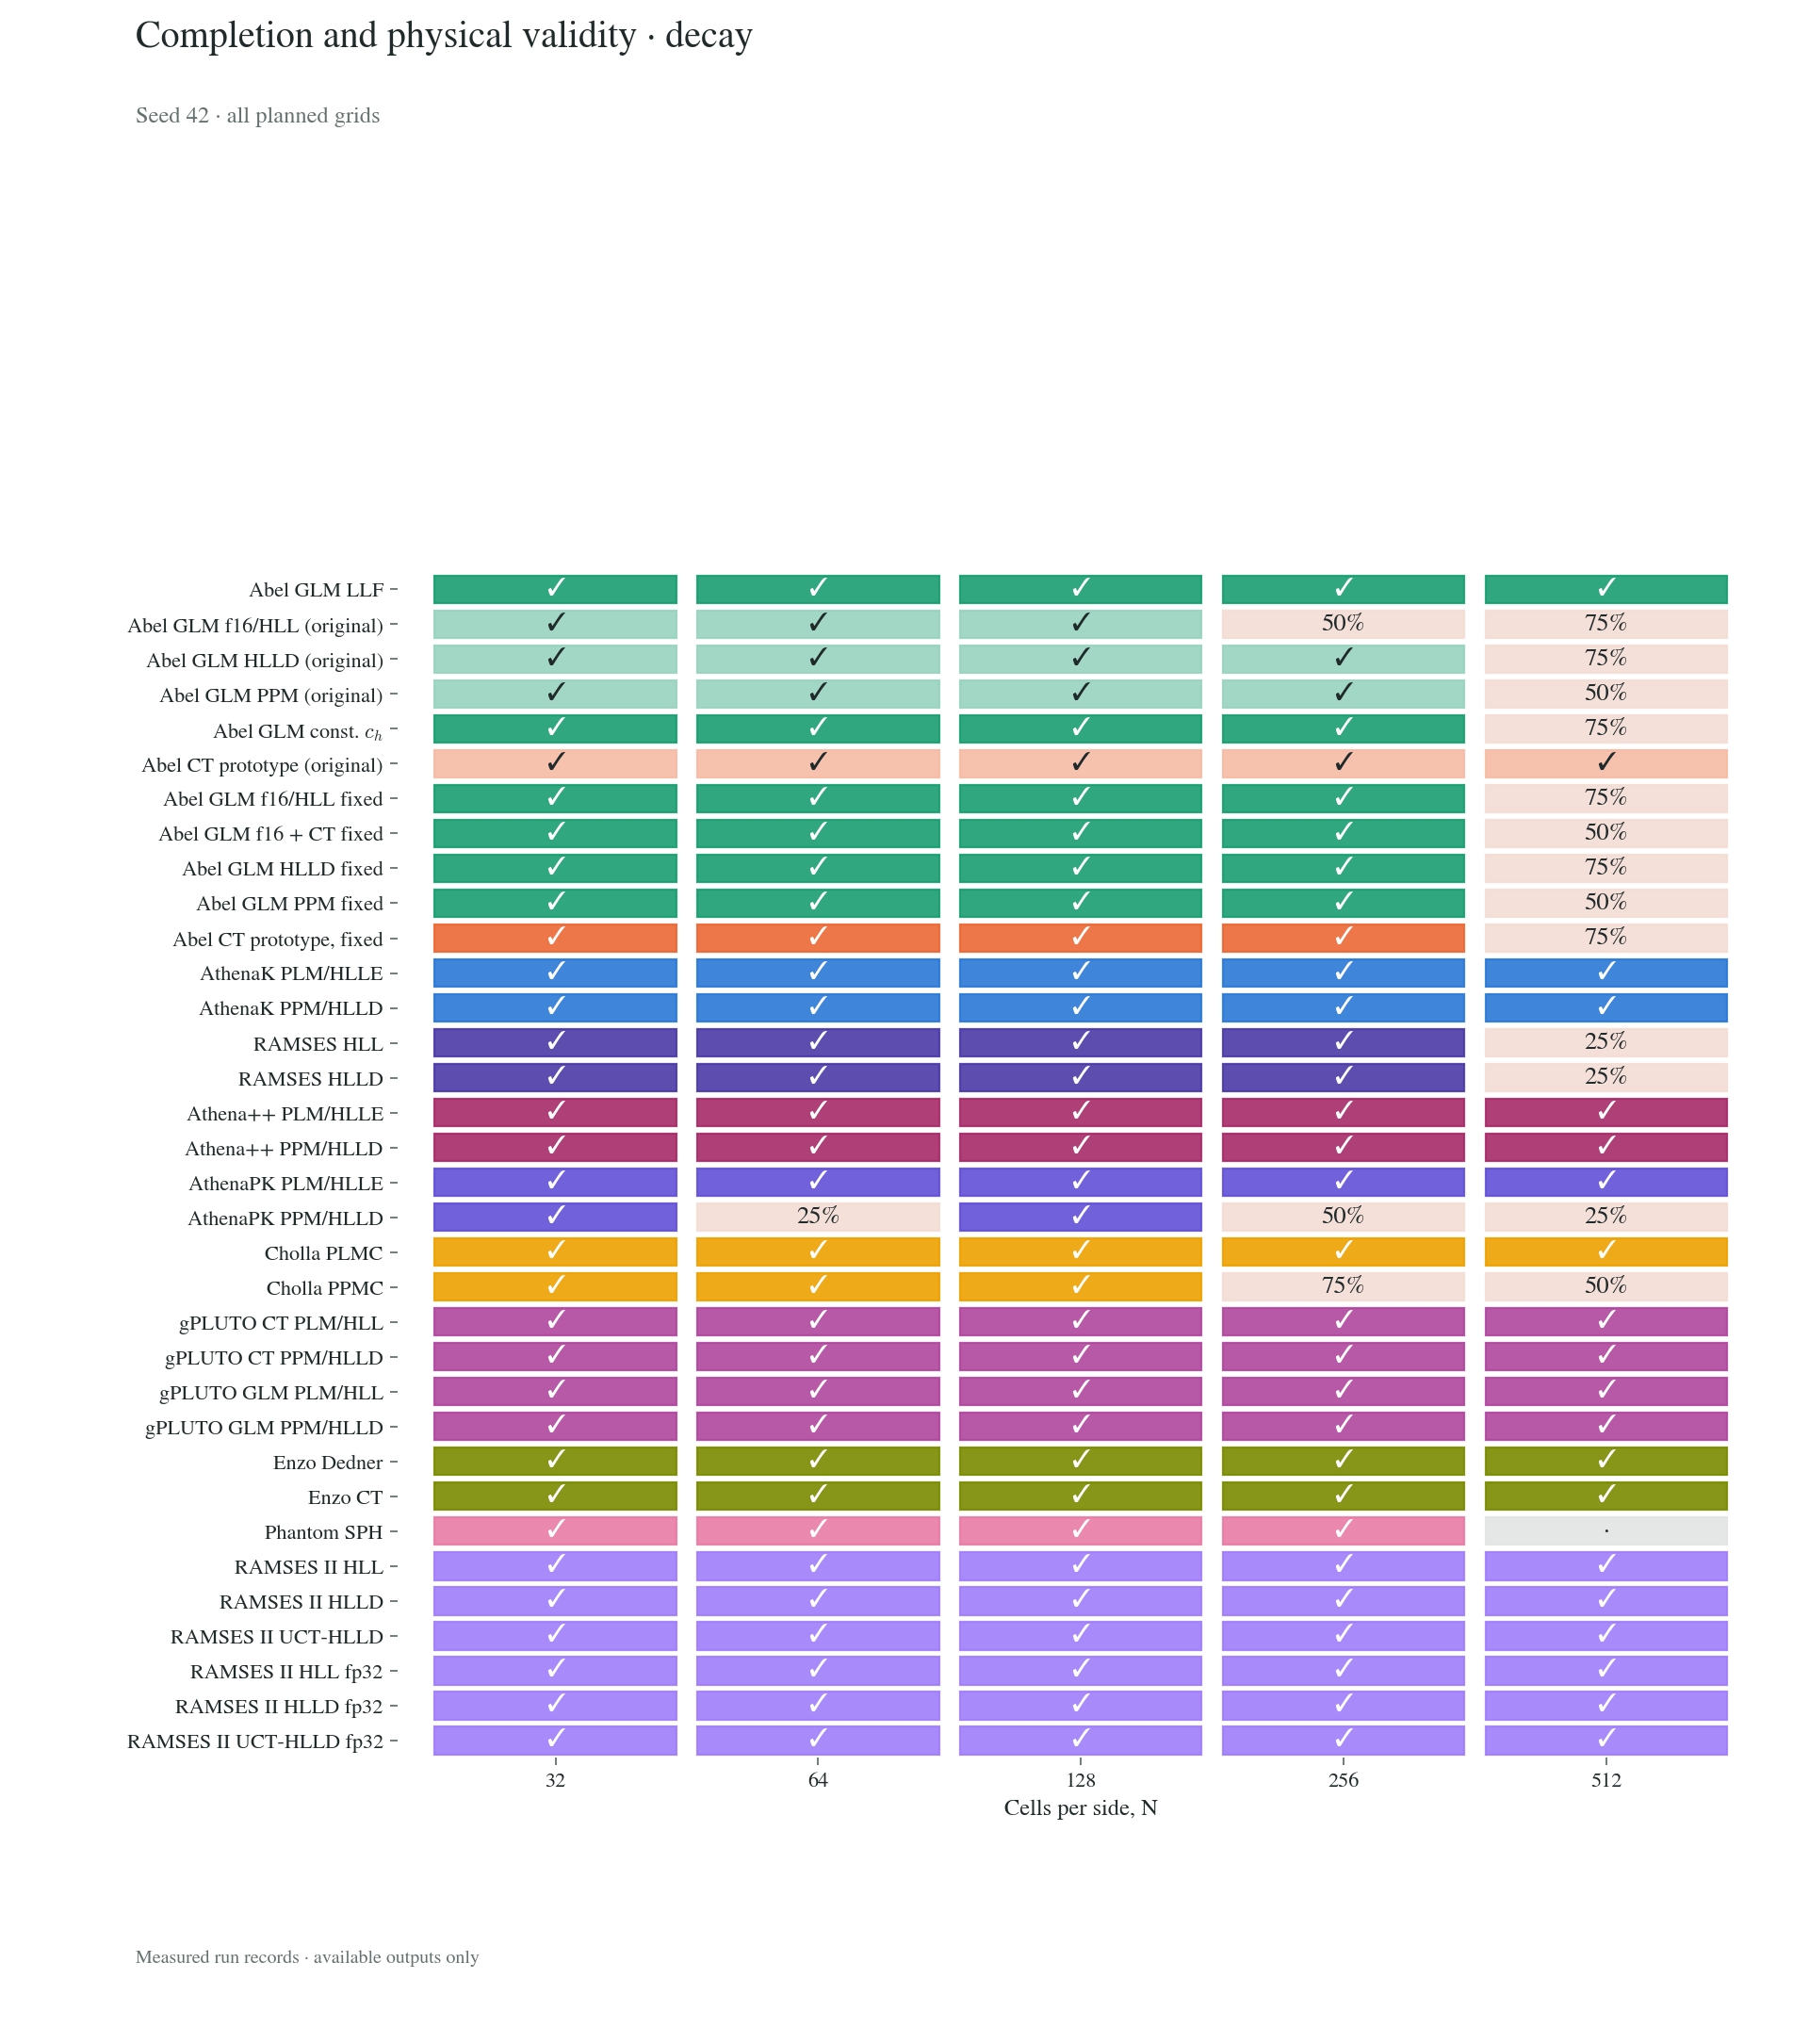 Completion and physical validity · decay
Seed 42 · all planned grids
Abel GLM LLF ✓ ✓ ✓ ✓ ✓
Abel GLM f16/HLL (original) ✓ ✓ ✓ 50% 75%
Abel GLM HLLD (original) ✓ ✓ ✓ ✓ 75%
Abel GLM PPM (original) ✓ ✓ ✓ ✓ 50%
Abel GLM const. cₕ ✓ ✓ ✓ ✓ 75%
Abel CT prototype (original) ✓ ✓ ✓ ✓ ✓
Abel GLM f16/HLL fixed ✓ ✓ ✓ ✓ 75%
Abel GLM f16 + CT fixed ✓ ✓ ✓ ✓ 50%
Abel GLM HLLD fixed ✓ ✓ ✓ ✓ 75%
Abel GLM PPM fixed ✓ ✓ ✓ ✓ 50%
Abel CT prototype, fixed ✓ ✓ ✓ ✓ 75%
AthenaK PLM/HLLE ✓ ✓ ✓ ✓ ✓
AthenaK PPM/HLLD ✓ ✓ ✓ ✓ ✓
RAMSES HLL ✓ ✓ ✓ ✓ 25%
RAMSES HLLD ✓ ✓ ✓ ✓ 25%
Athena++ PLM/HLLE ✓ ✓ ✓ ✓ ✓
Athena++ PPM/HLLD ✓ ✓ ✓ ✓ ✓
AthenaPK PLM/HLLE ✓ ✓ ✓ ✓ ✓
AthenaPK PPM/HLLD ✓ 25% ✓ 50% 25%
Cholla PLMC ✓ ✓ ✓ ✓ ✓
Cholla PPMC ✓ ✓ ✓ 75% 50%
gPLUTO CT PLM/HLL ✓ ✓ ✓ ✓ ✓
gPLUTO CT PPM/HLLD ✓ ✓ ✓ ✓ ✓
gPLUTO GLM PLM/HLL ✓ ✓ ✓ ✓ ✓
gPLUTO GLM PPM/HLLD ✓ ✓ ✓ ✓ ✓
Enzo Dedner ✓ ✓ ✓ ✓ ✓
Enzo CT ✓ ✓ ✓ ✓ ✓
Phantom SPH ✓ ✓ ✓ ✓ ·
RAMSES II HLL ✓ ✓ ✓ ✓ ✓
RAMSES II HLLD ✓ ✓ ✓ ✓ ✓
RAMSES II UCT-HLLD ✓ ✓ ✓ ✓ ✓
RAMSES II HLL fp32 ✓ ✓ ✓ ✓ ✓
RAMSES II HLLD fp32 ✓ ✓ ✓ ✓ ✓
RAMSES II UCT-HLLD fp32 ✓ ✓ ✓ ✓ ✓
32 64 128 256 512
Cells per side, N
Measured run records · available outputs only